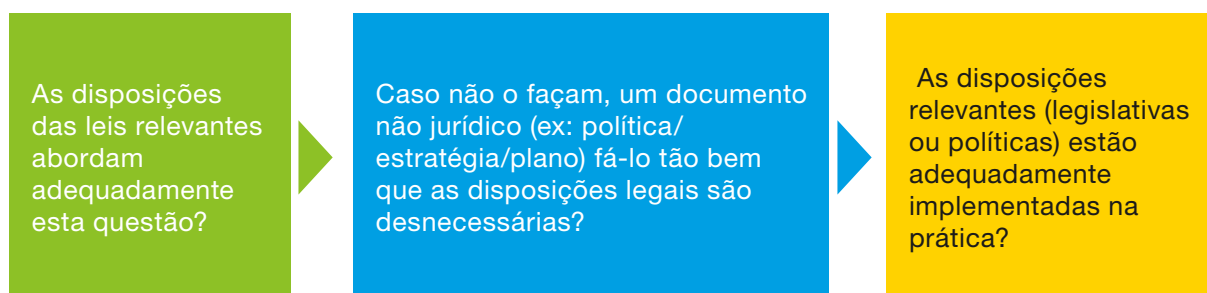 As disposições
das leis relevantes
abordam
adequadamente
esta questão?
Caso não o façam, um documento
não jurídico (ex: política/
estratégia/plano) fá-lo tão bem
que as disposições legais são
desnecessárias?
As disposições
relevantes (legislativas
ou políticas) estão
adequadamente
implementadas na
prática?